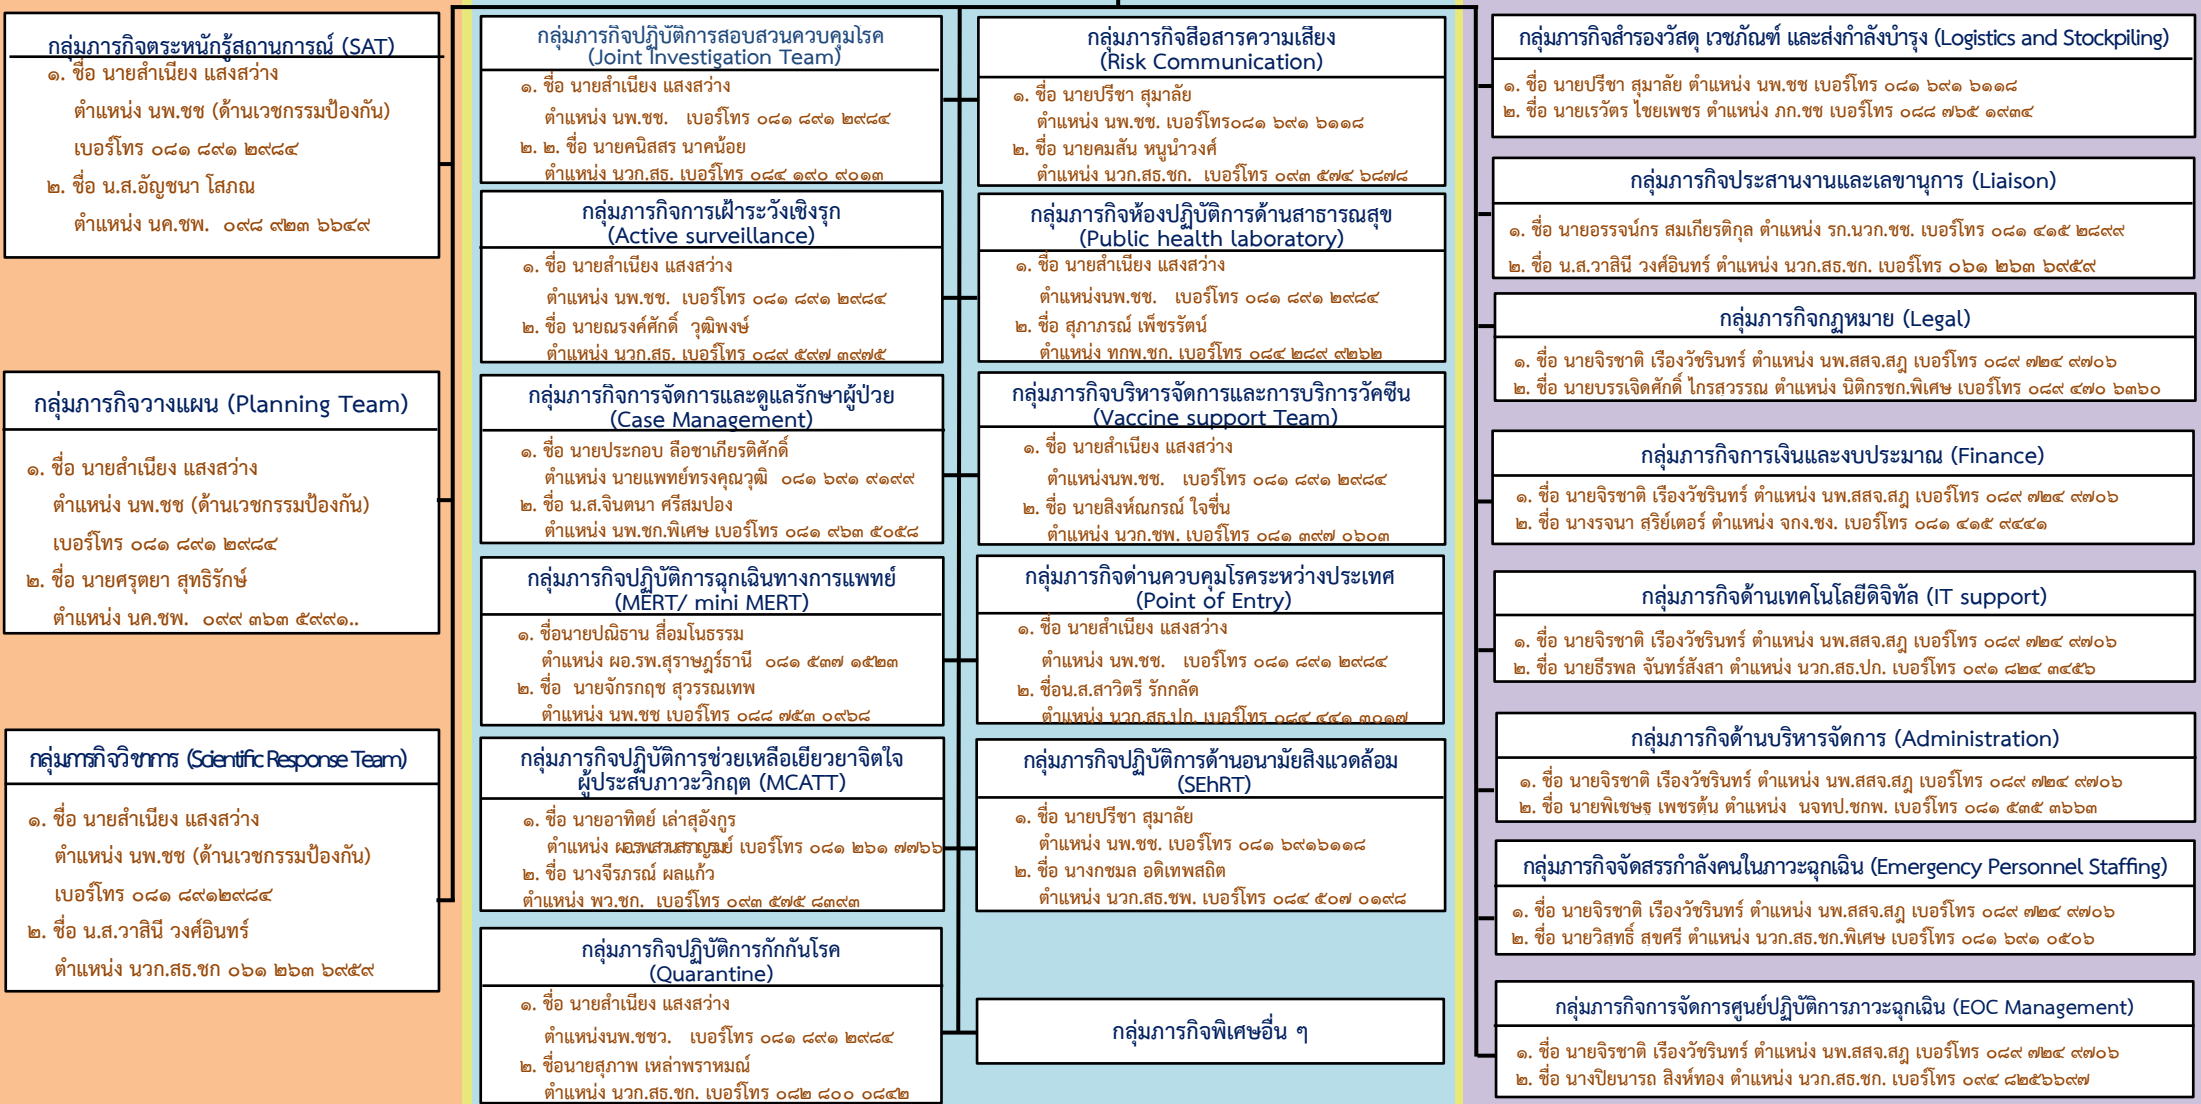 กลุ่มภารกิจตระหนักรู้สถานการณ์ (SAT)
๑. ชื่อ นายสำเนียง แสงสว่าง
ตำแหน่ง นพ.ชช (ด้านเวชกรรมป้องกัน)
เบอร์โทร ๐๘๑ ๘๙๑ ๒๙๘๔
๒. ชื่อ น.ส.อัญชนา โสภณ
ตำแหน่ง นค.ชพ. ๐๙๘ ๙๒๓ ๖๖๔๙
กลุ่มภารกิจวางแผน (Planning Team)
๑. ชื่อ นายสำเนียง แสงสว่าง
ตำแหน่ง นพ.ชช (ด้านเวชกรรมป้องกัน)
เบอร์โทร ๐๘๑ ๘๙๑ ๒๙๘๔
๒. ชื่อ นายศรุตยา สุทธิรักษ์
ตำแหน่ง นค.ชพ. ๐๙๙ ๓๖๓ ๕๙๙๑..
กลุ่มภารกิจวิชาการ (Scientific Response Team)
๑. ชื่อ นายสำเนียง แสงสว่าง
ตำแหน่ง นพ.ชช (ด้านเวชกรรมป้องกัน)
เบอร์โทร ๐๘๑ ๘๙๑๒๙๘๔
๒. ชื่อ น.ส.วาสินี วงศ์อินทร์
ตำแหน่ง นวก.สธ.ชก ๐๖๑ ๒๖๓ ๖๙๕๙
กลุ่มภารกิจปฏิบัติการสอบสวนควบคุมโรค
(Joint Investigation Team)
๑. ชื่อ นายสำเนียง แสงสว่าง
ตำแหน่ง นพ.ชช. เบอร์โทร ๐๘๑ ๘๙๑ ๒๙๘๔
๒. ๒. ชื่อ นายคนิสสร นาคน้อย
ตำแหน่ง นวก.สธ. เบอร์โทร ๐๘๔ ๑๙๐ ๙๐๑๓
กลุ่มภารกิจการเฝ้าระวังเชิงรุก
(Active surveillance)
๑. ชื่อ นายสำเนียง แสงสว่าง
ตำแหน่ง นพ.ชช. เบอร์โทร ๐๘๑ ๘๙๑ ๒๙๘๔
๒. ชื่อ นายณรงค์ศักดิ์ วุฒิพงษ์
ตำแหน่ง นวก.สธ. เบอร์โทร ๐๘๙ ๕๙๗ ๓๙๗๕
กลุ่มภารกิจการจัดการและดูแลรักษาผู้ป่วย
(Case Management)
๑. ชื่อ นายประกอบ ลือชาเกียรติศักดิ์
ตำแหน่ง นายแพทย์ทรงคุณวุฒิ ๐๘๑ ๖๙๑ ๙๑๙๙
๒. ชื่อ น.ส.จินตนา ศรีสมปอง
ตำแหน่ง นพ.ชก.พิเศษ เบอร์โทร ๐๘๑ ๙๖๓ ๕๐๕๘
กลุ่มภารกิจปฏิบัติการฉุกเฉินทางการแพทย์
(MERT/ mini MERT)
๑. ชื่อนายปณิธาน สื่อมโนธรรม
ตำแหน่ง ผอ.รพ.สุราษฎร์ธานี ๐๘๑ ๕๓๗ ๑๕๒๓
๒. ชื่อ นายจักรกฤช สุวรรณเทพ
ตำแหน่ง นพ.ชช เบอร์โทร ๐๘๘ ๗๕๓ ๐๙๖๘
กลุ่มภารกิจปฏิบัติการช่วยเหลือเยียวยาจิตใจ
ผู้ประสบภาวะวิกฤต (MCATT)
๑. ชื่อ นายอาทิตย์ เล่าสุอังกูร
ตำแหน่ง ผอ.รพ.สวนสราญรมย์ เบอร์โทร ๐๘๑ ๒๖๑ ๗๗๖๖
๒. ชื่อ นางจีรภรณ์ ผลแก้ว
ตำแหน่ง พว.ชก. เบอร์โทร ๐๙๓ ๕๗๕ ๘๓๙๓
กลุ่มภารกิจปฏิบัติการกักกันโรค
(Quarantine)
๑. ชื่อ นายสำเนียง แสงสว่าง
ตำแหน่งนพ.ชชว. เบอร์โทร ๐๘๑ ๘๙๑ ๒๙๘๔
๒. ชื่อนายสุภาพ เหล่าพราหมณ์
ตำแหน่ง นวก.สธ.ชก. เบอร์โทร ๐๘๒ ๘๐๐ ๐๘๔๒
กลุ่มภารกิจสื่อสารความเสี่ยง
(Risk Communication)
๑. ชื่อ นายปรีชา สุมาลัย
ตำแหน่ง นพ.ชช. เบอร์โทร๐๘๑ ๖๙๑ ๖๑๑๘
๒. ชื่อ นายคมสัน หนูนำวงศ์
ตำแหน่ง นวก.สธ.ชก. เบอร์โทร ๐๙๓ ๕๗๔ ๖๘๗๘
กลุ่มภารกิจห้องปฏิบัติการด้านสาธารณสุข
(Public health laboratory)
๑. ชื่อ นายสำเนียง แสงสว่าง
ตำแหน่งนพ.ชช. เบอร์โทร ๐๘๑ ๘๙๑ ๒๙๘๔
๒. ชื่อ สุภาภรณ์ เพ็ชรรัตน์
ตำแหน่ง ทกพ.ชก. เบอร์โทร ๐๘๔ ๒๘๙ ๙๒๖๒
กลุ่มภารกิจบริหารจัดการและการบริการวัคซีน
(Vaccine support Team)
๑. ชื่อ นายสำเนียง แสงสว่าง
ตำแหน่งนพ.ชช. เบอร์โทร ๐๘๑ ๘๙๑ ๒๙๘๔
๒. ชื่อ นายสิงห์ณกรณ์ ใจชื่น
ตำแหน่ง นวก.ชพ. เบอร์โทร ๐๘๑ ๓๙๗ ๐๖๐๓
กลุ่มภารกิจด่านควบคุมโรคระหว่างประเทศ
(Point of Entry)
๑. ชื่อ นายสำเนียง แสงสว่าง
ตำแหน่ง นพ.ชช. เบอร์โทร ๐๘๑ ๘๙๑ ๒๙๘๔
๒. ชื่อน.ส.สาวิตรี รักกลัด
ตำแหน่ง นวก.สธ.ปก. เบอร์โทร ๐๘๔ ๔๔๑ ๓๐๑๗
กลุ่มภารกิจปฏิบัติการด้านอนามัยสิ่งแวดล้อม
(SEhRT)
๑. ชื่อ นายปรีชา สุมาลัย
ตำแหน่ง นพ.ชช. เบอร์โทร ๐๘๑ ๖๙๑๖๑๑๘
๒. ชื่อ นางกชมล อดิเทพสถิต
ตำแหน่ง นวก.สธ.ชพ. เบอร์โทร ๐๘๔ ๕๐๗ ๐๑๙๘
กลุ่มภารกิจพิเศษอื่น ๆ
กลุ่มภารกิจสำรองวัสดุ เวชภัณฑ์ และส่งกำลังบำรุง (Logistics and Stockpiling)
๑. ชื่อ นายปรีชา สุมาลัย ตำแหน่ง นพ.ชช เบอร์โทร ๐๘๑ ๖๙๑ ๖๑๑๘
๒. ชื่อ นายเรวัตร ไชยเพชร ตำแหน่ง ภก.ชช เบอร์โทร ๐๘๘ ๗๖๕ ๑๙๓๔
กลุ่มภารกิจประสานงานและเลขานุการ (Liaison)
๑. ชื่อ นายอรรจน์กร สมเกียรติกุล ตำแหน่ง รก.นวก.ชช. เบอร์โทร ๐๘๑ ๔๑๕ ๒๘๙๙
๒. ชื่อ น.ส.วาสินี วงศ์อินทร์ ตำแหน่ง นวก.สธ.ชก. เบอร์โทร ๐๖๑ ๒๖๓ ๖๙๕๙
กลุ่มภารกิจกฎหมาย (Legal)
๑. ชื่อ นายจิรชาติ เรืองวัชรินทร์ ตำแหน่ง นพ.สสจ.สฎ เบอร์โทร ๐๘๙ ๗๒๔ ๙๗๐๖
๒. ชื่อ นายบรรเจิดศักดิ์ ไกรสุวรรณ ตำแหน่ง นิติกรชก.พิเศษ เบอร์โทร ๐๘๙ ๔๗๐ ๖๓๖๐
กลุ่มภารกิจการเงินและงบประมาณ (Finance)
๑. ชื่อ นายจิรชาติ เรืองวัชรินทร์ ตำแหน่ง นพ.สสจ.สฎ เบอร์โทร ๐๘๙ ๗๒๔ ๙๗๐๖
๒. ชื่อ นางรจนา สุริย์เตอร์ ตำแหน่ง จกง.ชง. เบอร์โทร ๐๘๑ ๔๑๕ ๙๔๔๑
กลุ่มภารกิจด้านเทคโนโลยีดิจิทัล (IT support)
๑. ชื่อ นายจิรชาติ เรืองวัชรินทร์ ตำแหน่ง นพ.สสจ.สฎ เบอร์โทร ๐๘๙ ๗๒๔ ๙๗๐๖
๒. ชื่อ นายธีรพล จันทร์สังสา ตำแหน่ง นวก.สธ.ปก. เบอร์โทร ๐๙๑ ๘๒๔ ๓๔๕๖
กลุ่มภารกิจด้านบริหารจัดการ (Administration)
๑. ชื่อ นายจิรชาติ เรืองวัชรินทร์ ตำแหน่ง นพ.สสจ.สฎ เบอร์โทร ๐๘๙ ๗๒๔ ๙๗๐๖
๒. ชื่อ นายพิเชษฐ เพชรตุ้น ตำแหน่ง นจทป.ชกพ. เบอร์โทร ๐๘๑ ๕๓๕ ๓๖๖๓
กลุ่มภารกิจจัดสรรกำลังคนในภาวะฉุกเฉิน (Emergency Personnel Staffing)
๑. ชื่อ นายจิรชาติ เรืองวัชรินทร์ ตำแหน่ง นพ.สสจ.สฎ เบอร์โทร ๐๘๙ ๗๒๔ ๙๗๐๖
๒. ชื่อ นายวิสุทธิ์ สุขศรี ตำแหน่ง นวก.สธ.ชก.พิเศษ เบอร์โทร ๐๘๑ ๖๙๑ ๐๕๐๖
กลุ่มภารกิจการจัดการศูนย์ปฏิบัติการภาวะฉุกเฉิน (EOC Management)
๑. ชื่อ นายจิรชาติ เรืองวัชรินทร์ ตำแหน่ง นพ.สสจ.สฎ เบอร์โทร ๐๘๙ ๗๒๔ ๙๗๐๖
๒. ชื่อ นางปิยนารถ สิงห์ทอง ตำแหน่ง นวก.สธ.ชก. เบอร์โทร ๐๙๔ ๘๒๕๖๖๙๗